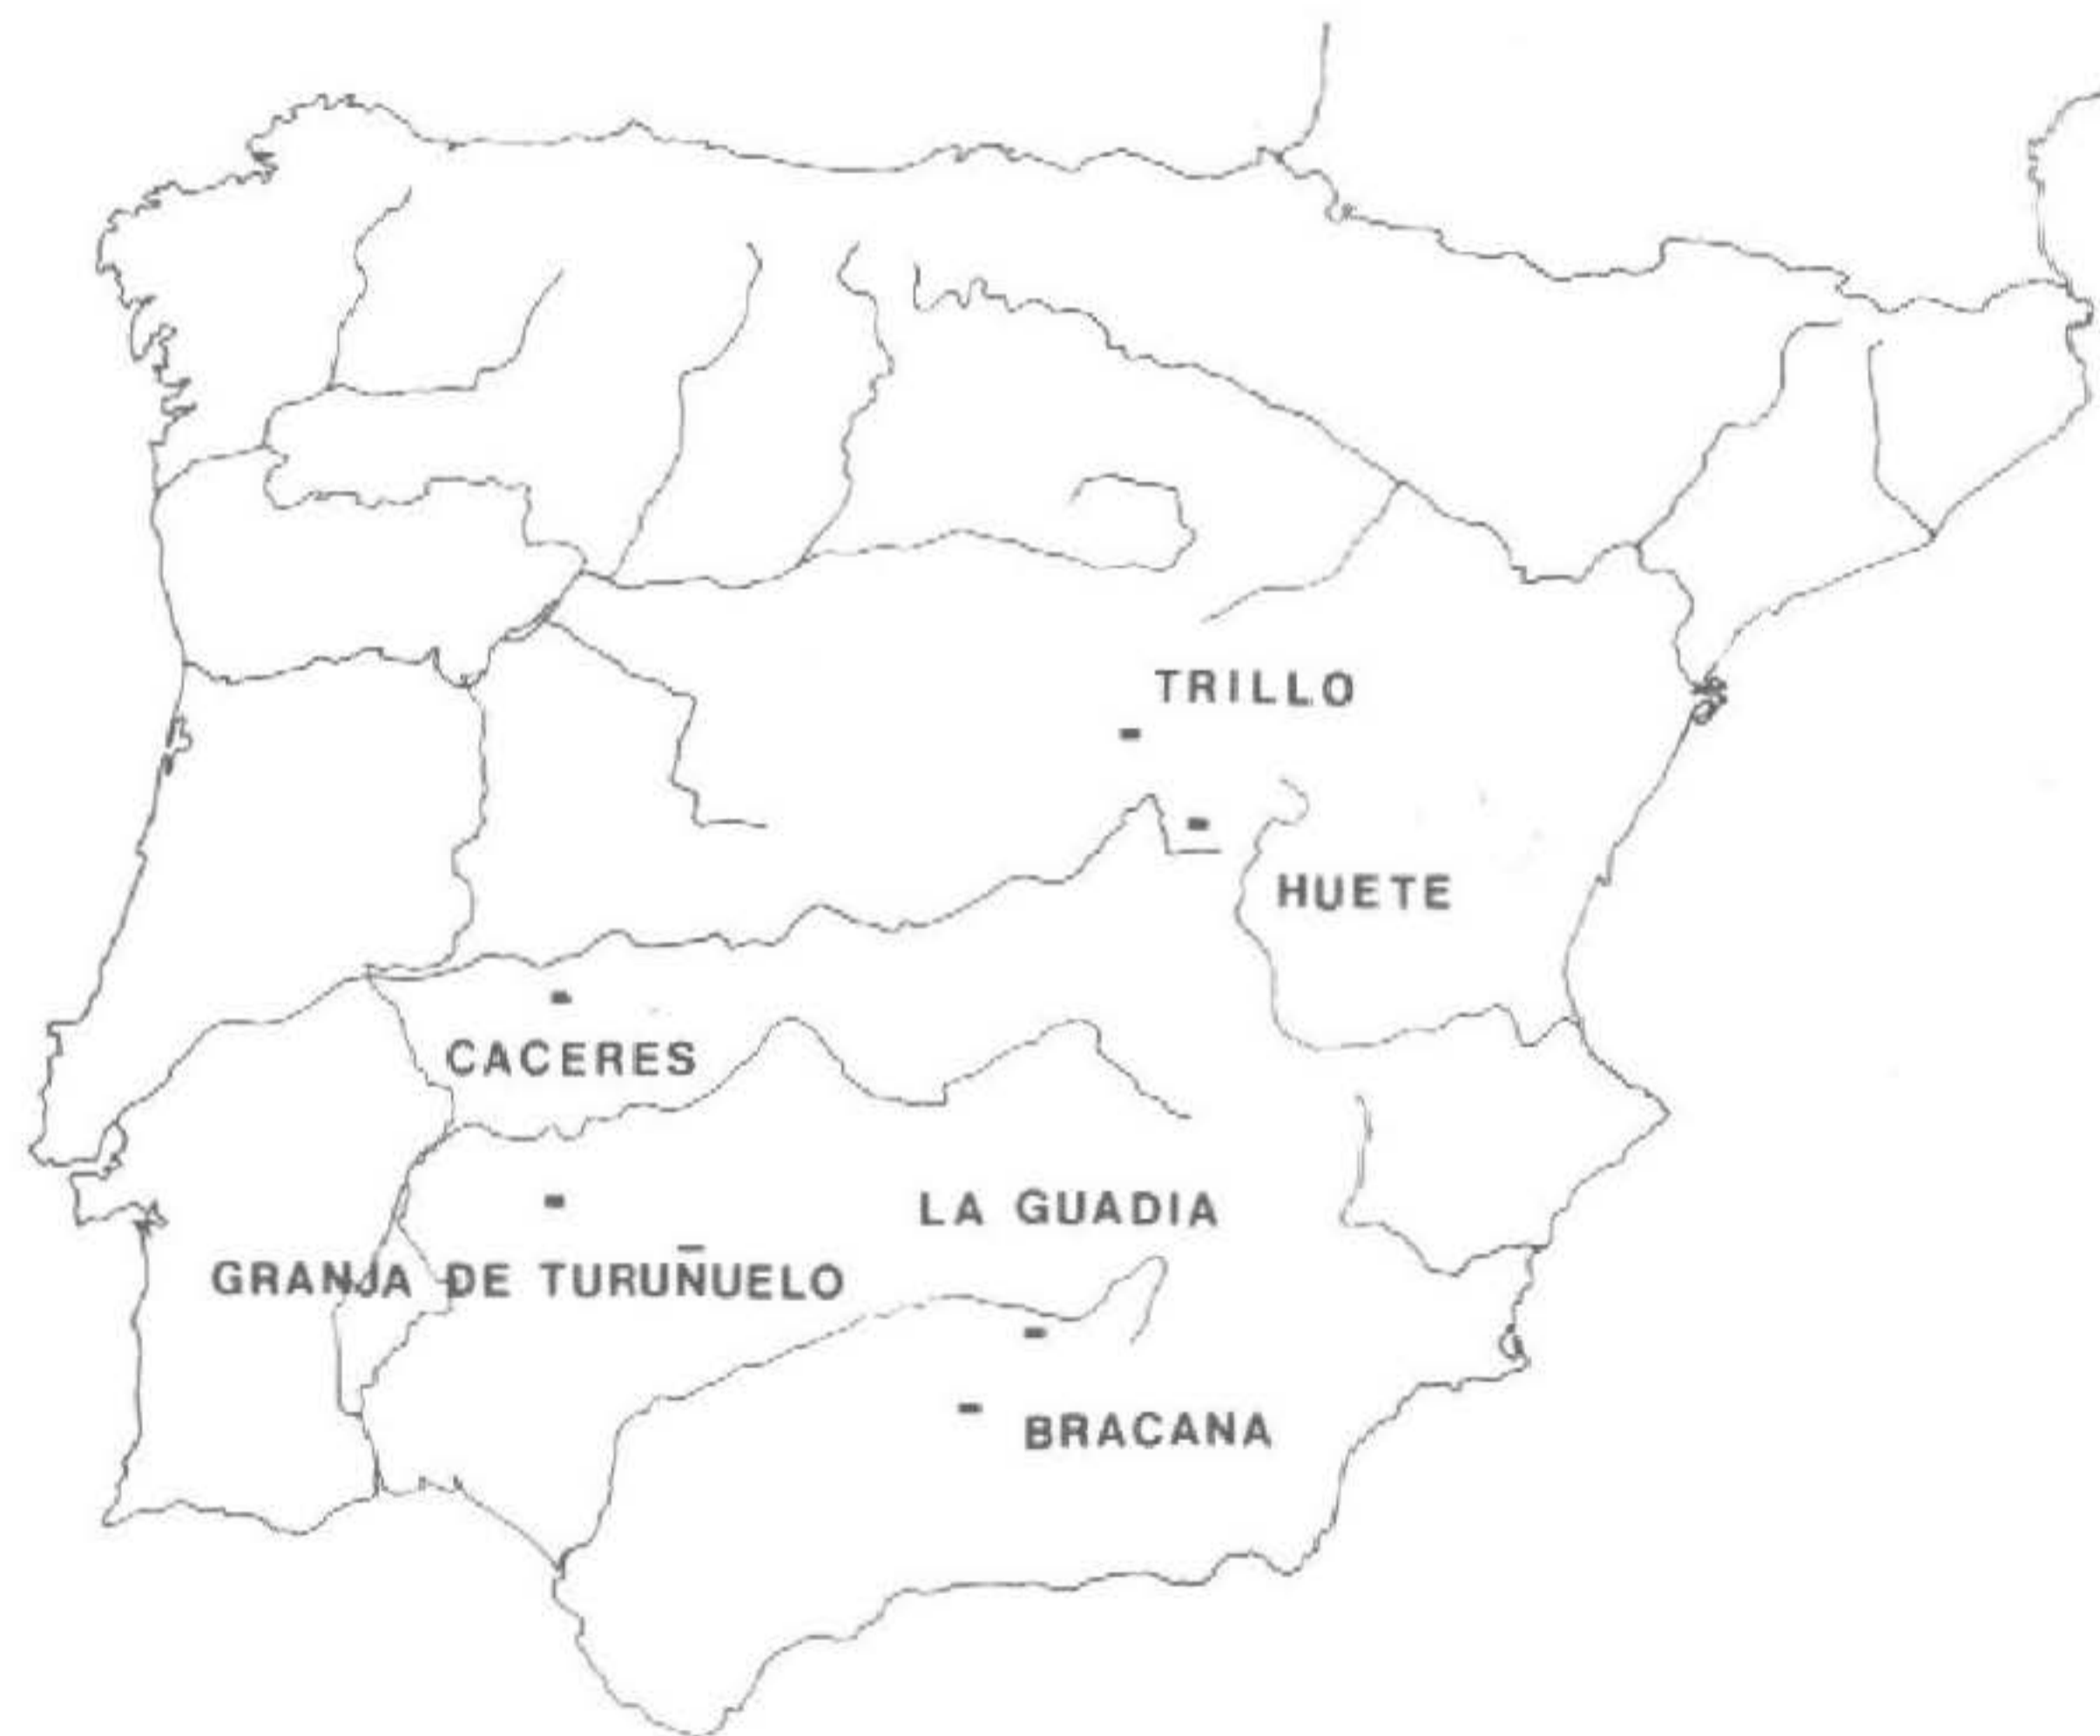 TRILLO
HUETE
CACERES
LA GUADIA
GRANJA DE TURUÑUELO
BRACANA